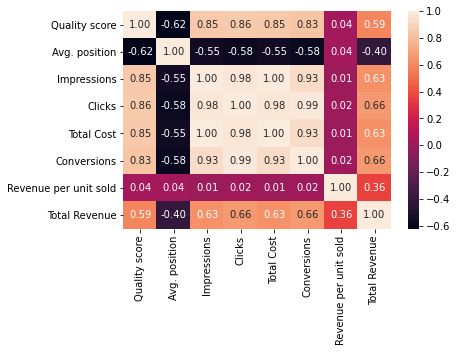 Quality score 1.00 -0.62 0.85 0.86 0.85 0.83 0.04 0.59
Avg. position -0.62 1.00 -0.55 -0.58 -0.55 -0.58 0.04 -0.40
Impressions 0.85 -0.55 1.00 0.98 1.00 0.93 0.01 0.63
Clicks 0.86 -0.58 0.98 1.00 0.98 0.99 0.02 0.66
Total Cost 0.85 -0.55 1.00 0.98 1.00 0.93 0.01 0.63
Conversions 0.83 -0.58 0.93 0.99 0.93 1.00 0.02 0.66
Revenue per unit sold 0.04 0.04 0.01 0.02 0.01 0.02 1.00 0.36
Total Revenue 0.59 -0.40 0.63 0.66 0.63 0.66 0.36 1.00
Quality score
Avg. position
Impressions
Clicks
Total Cost
Conversions
Revenue per unit sold
Total Revenue
1.0
0.8
0.6
0.4
0.2
0.0
−0.2
−0.4
−0.6